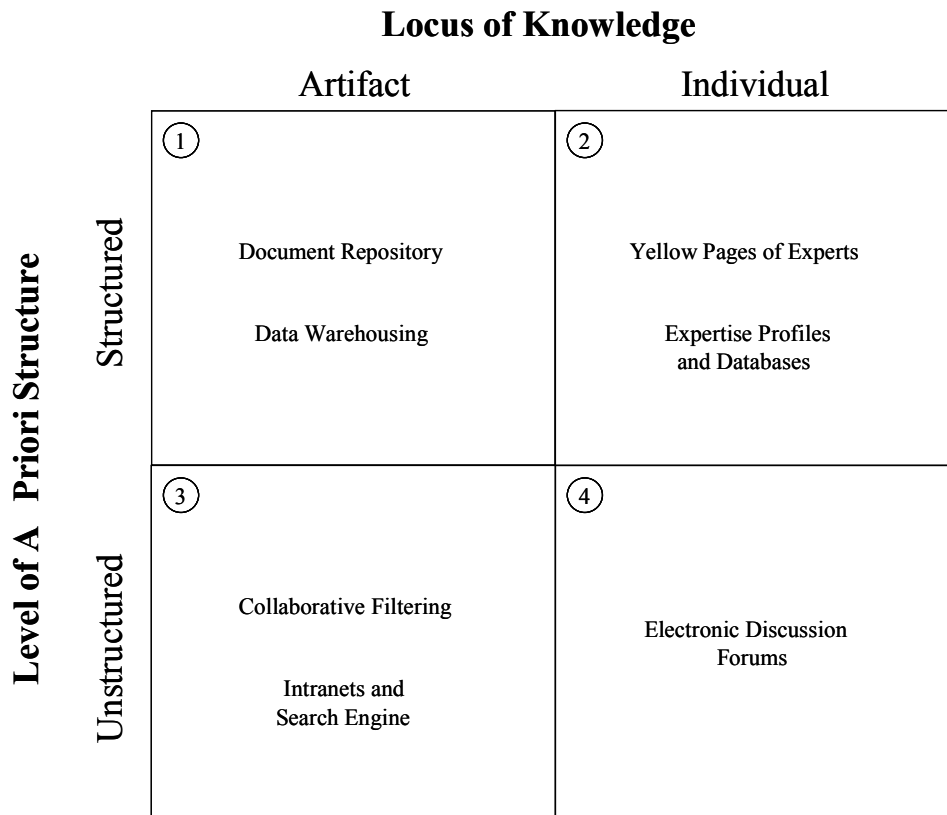 Locus of Knowledge
Artifact
Individual
Level of A Priori Structure
Structured
1
Document Repository
Data Warehousing
2
Yellow Pages of Experts
Expertise Profiles
and Databases
Unstructured
3
Collaborative Filtering
Intranets and
Search Engine
4
Electronic Discussion
Forums